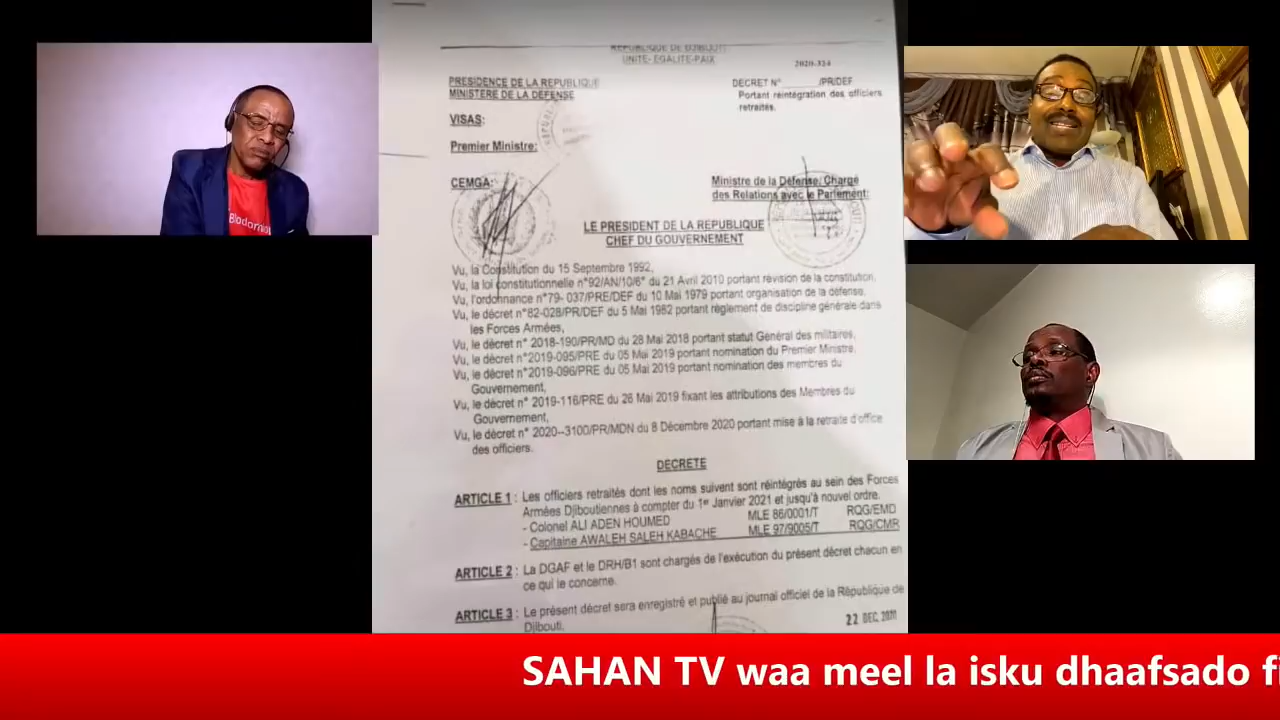 REPUBLIQUE DE DJIBOUTI
UNITE- EGALITE-PAIX
PRESIDENCE DE LA REPUBLIQUE
MINISTERE DE LA DEFENSE
VISAS:
Premier Ministre:
CEMGA:
2020-334
DECRET N° ______/PR/DEF
Portant réintégration des officiers
retraités.
Ministre de la Défense, Chargé
des Relations avec le Parlement:
LE PRESIDENT DE LA REPUBLIQUE
CHEF DU GOUVERNEMENT
Vu, la Constitution du 15 Septembre 1992,
Vu, la loi constitutionnelle n°92/AN/10/6° du 21 Avril 2010 portant révision de la constitution,
Vu, l'ordonnance n°79- 037/PRE/DEF du 10 Mai 1979 portant organisation de la défense,
Vu, le décret n°82-028/PR/DEF du 5 Mai 1982 portant règlement de discipline générale dans
les Forces Armées,
Vu, le décret n° 2018-190/PR/MD du 28 Mai 2018 portant statut Général des militaires,
Vu, le décret n°2019-095/PRE du 05 Mai 2019 portant nomination du Premier Ministre,
Vu, le décret n°2019-096/PRE du 05 Mai 2019 portant nomination des membres du
Gouvernement,
Vu, le décret n° 2019-116/PRE du 26 Mai 2019 fixant les attributions des Membres du
Gouvernement,
Vu, le décret n° 2020--3100/PR/MDN du 8 Décembre 2020 portant mise à la retraite d'office
des officiers.
DECRETE
ARTICLE 1 : Les officiers retraités dont les noms suivent sont réintégrés au sein des Forces
Armées Djiboutiennes à compter du 1er Janvier 2021 et jusqu'à nouvel ordre.
- Colonel ALI ADEN HOUMED MLE 86/0001/T RQG/EMD
- Capitaine AWALEH SALEH KABACHE MLE 97/9005/T RQG/CMR
ARTICLE 2 : La DGAF et le DRH/B1 sont chargés de l'exécution du présent décret chacun en
ce qui le concerne.
ARTICLE 3 : Le présent décret sera enregistré et publié au journal officiel de la République de
Djibouti.
22 DEC. 2020
SAHAN TV waa meel la isku dhaafsado fi